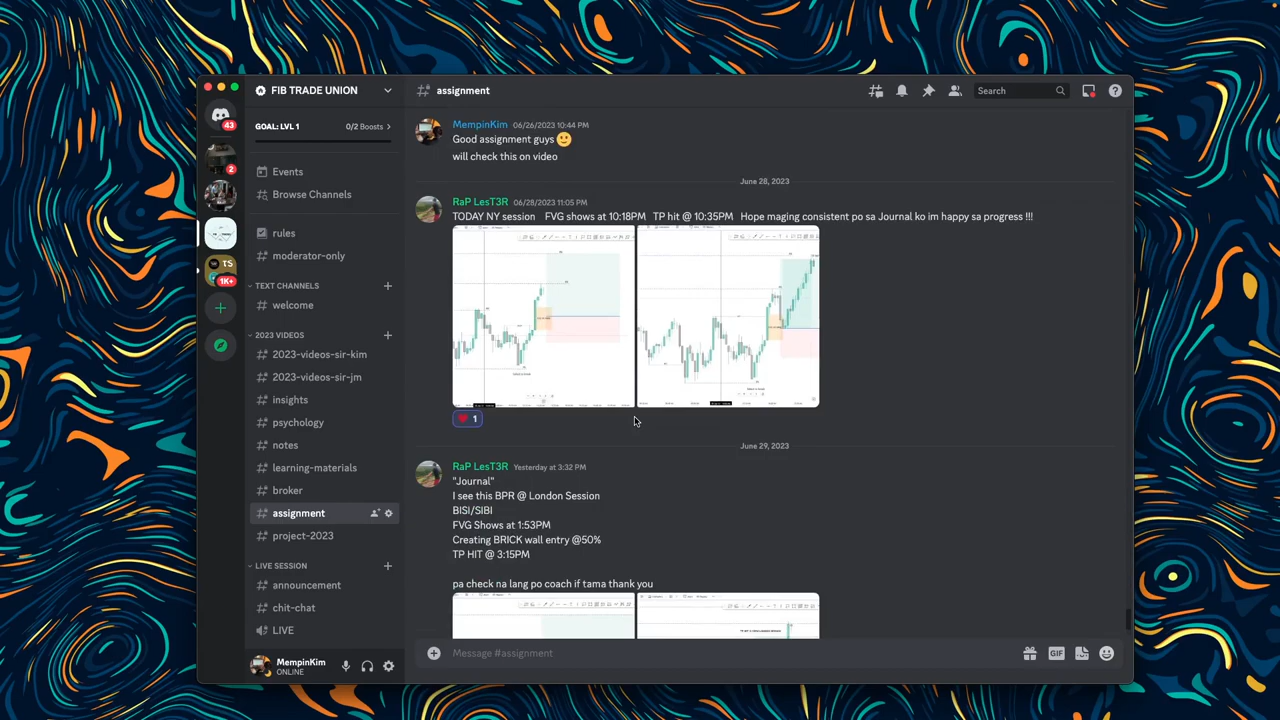 FIB TRADE UNION
GOAL: LVL 1
0/2 Boosts
Events
Browse Channels
rules
moderator-only
TEXT CHANNELS
welcome
2023 VIDEOS
2023-videos-sir-kim
2023-videos-sir-jm
insights
psychology
notes
learning-materials
broker
assignment
project-2023
LIVE SESSION
announcement
chit-chat
LIVE
MempinKim
ONLINE
43
2
TS
1K+
assignment
Search
MempinKim 06/26/2023 10:44 PM
Good assignment guys
will check this on video
June 28, 2023
RaP LesT3R 06/28/2023 11:05 PM
TODAY NY session FVG shows at 10:18PM TP hit @ 10:35PM Hope maging consistent po sa Journal ko im happy sa progress !!!
1
June 29, 2023
RaP LesT3R Yesterday at 3:32 PM
"Journal"
I see this BPR @ London Session
BISI/SIBI
FVG Shows at 1:53PM
Creating BRICK wall entry @50%
TP HIT @ 3:15PM
pa check na lang po coach if tama thank you
Message #assignment
GIF